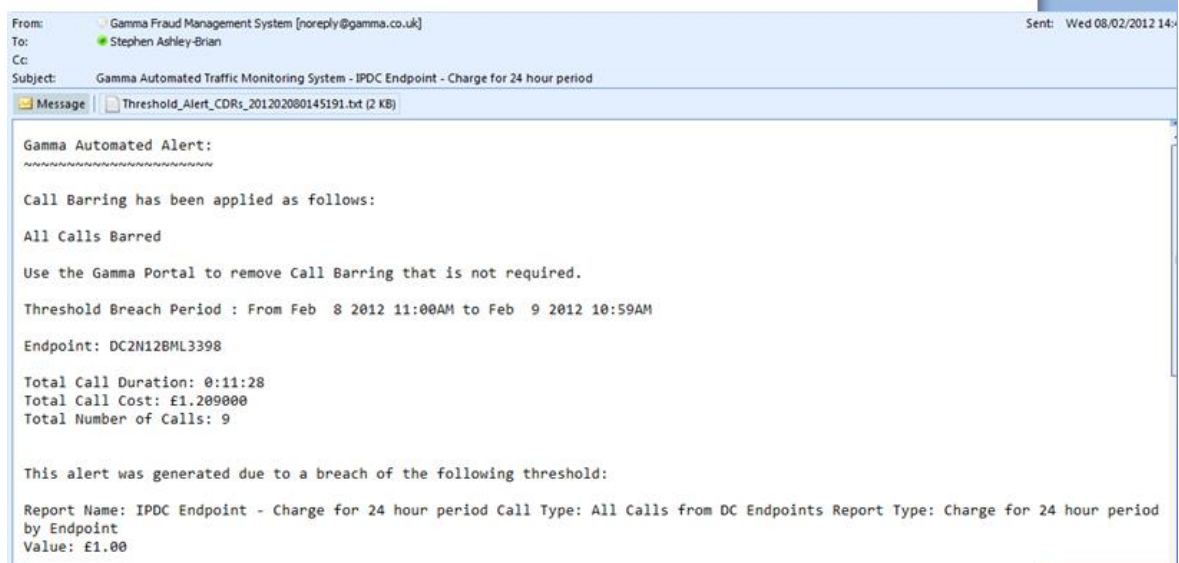 From: Gamma Fraud Management System [noreply@gamma.co.uk] Sent: Wed 08/02/2012 14:
To: Stephen Ashley-Brian
Cc:
Subject: Gamma Automated Traffic Monitoring System - IPDC Endpoint - Charge for 24 hour period
Message Threshold_Alert_CDRs_201202080145191.txt (2 KB)
Gamma Automated Alert:
~~~~~~~~~~~~~~~~~~~~~~
Call Barring has been applied as follows:
All Calls Barred
Use the Gamma Portal to remove Call Barring that is not required.
Threshold Breach Period : From Feb  8 2012 11:00AM to Feb  9 2012 10:59AM
Endpoint: DC2N12BML3398
Total Call Duration: 0:11:28
Total Call Cost: £1.209000
Total Number of Calls: 9
This alert was generated due to a breach of the following threshold:
Report Name: IPDC Endpoint - Charge for 24 hour period Call Type: All Calls from DC Endpoints Report Type: Charge for 24 hour period
by Endpoint
Value: £1.00